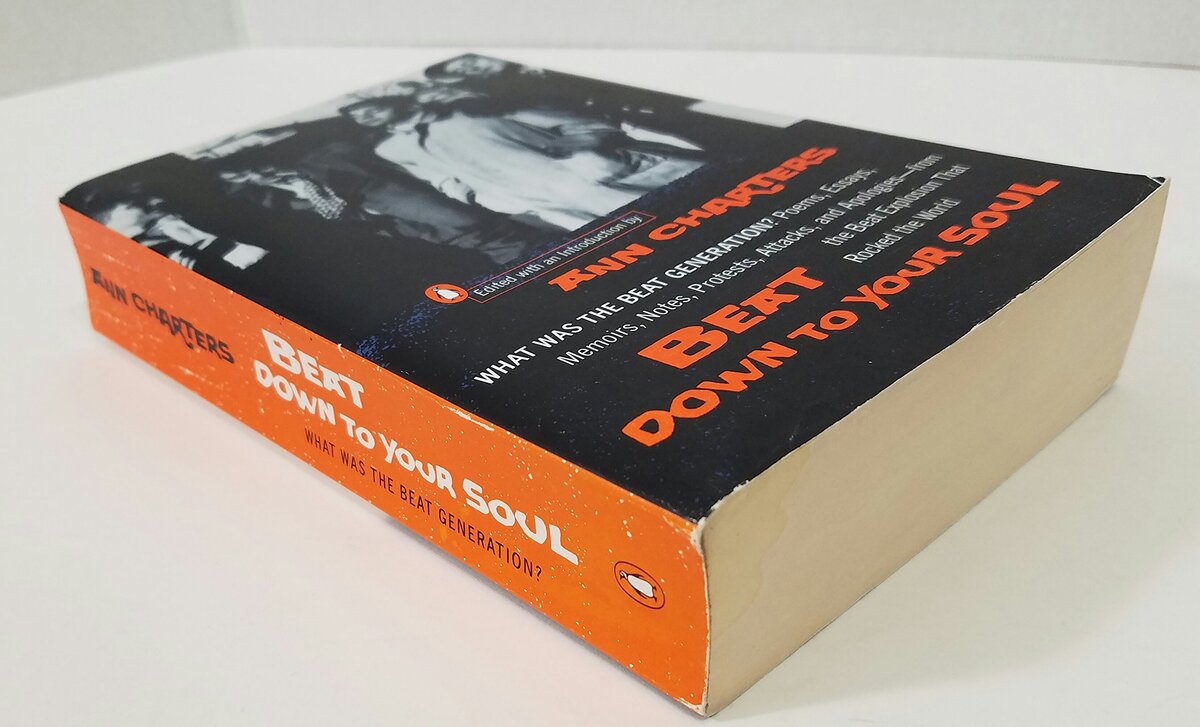 Edited with an Introduction by
ANN CHARTERS
WHAT WAS THE BEAT GENERATION? Poems, Essays,
Memoirs, Notes, Protests, Attacks, and Apologies—from
the Beat Explosion That
Rocked the World
BEAT
DOWN TO YOUR SOUL
ANN CHARTERS
BEAT
DOWN TO YOUR SOUL
WHAT WAS THE BEAT GENERATION?